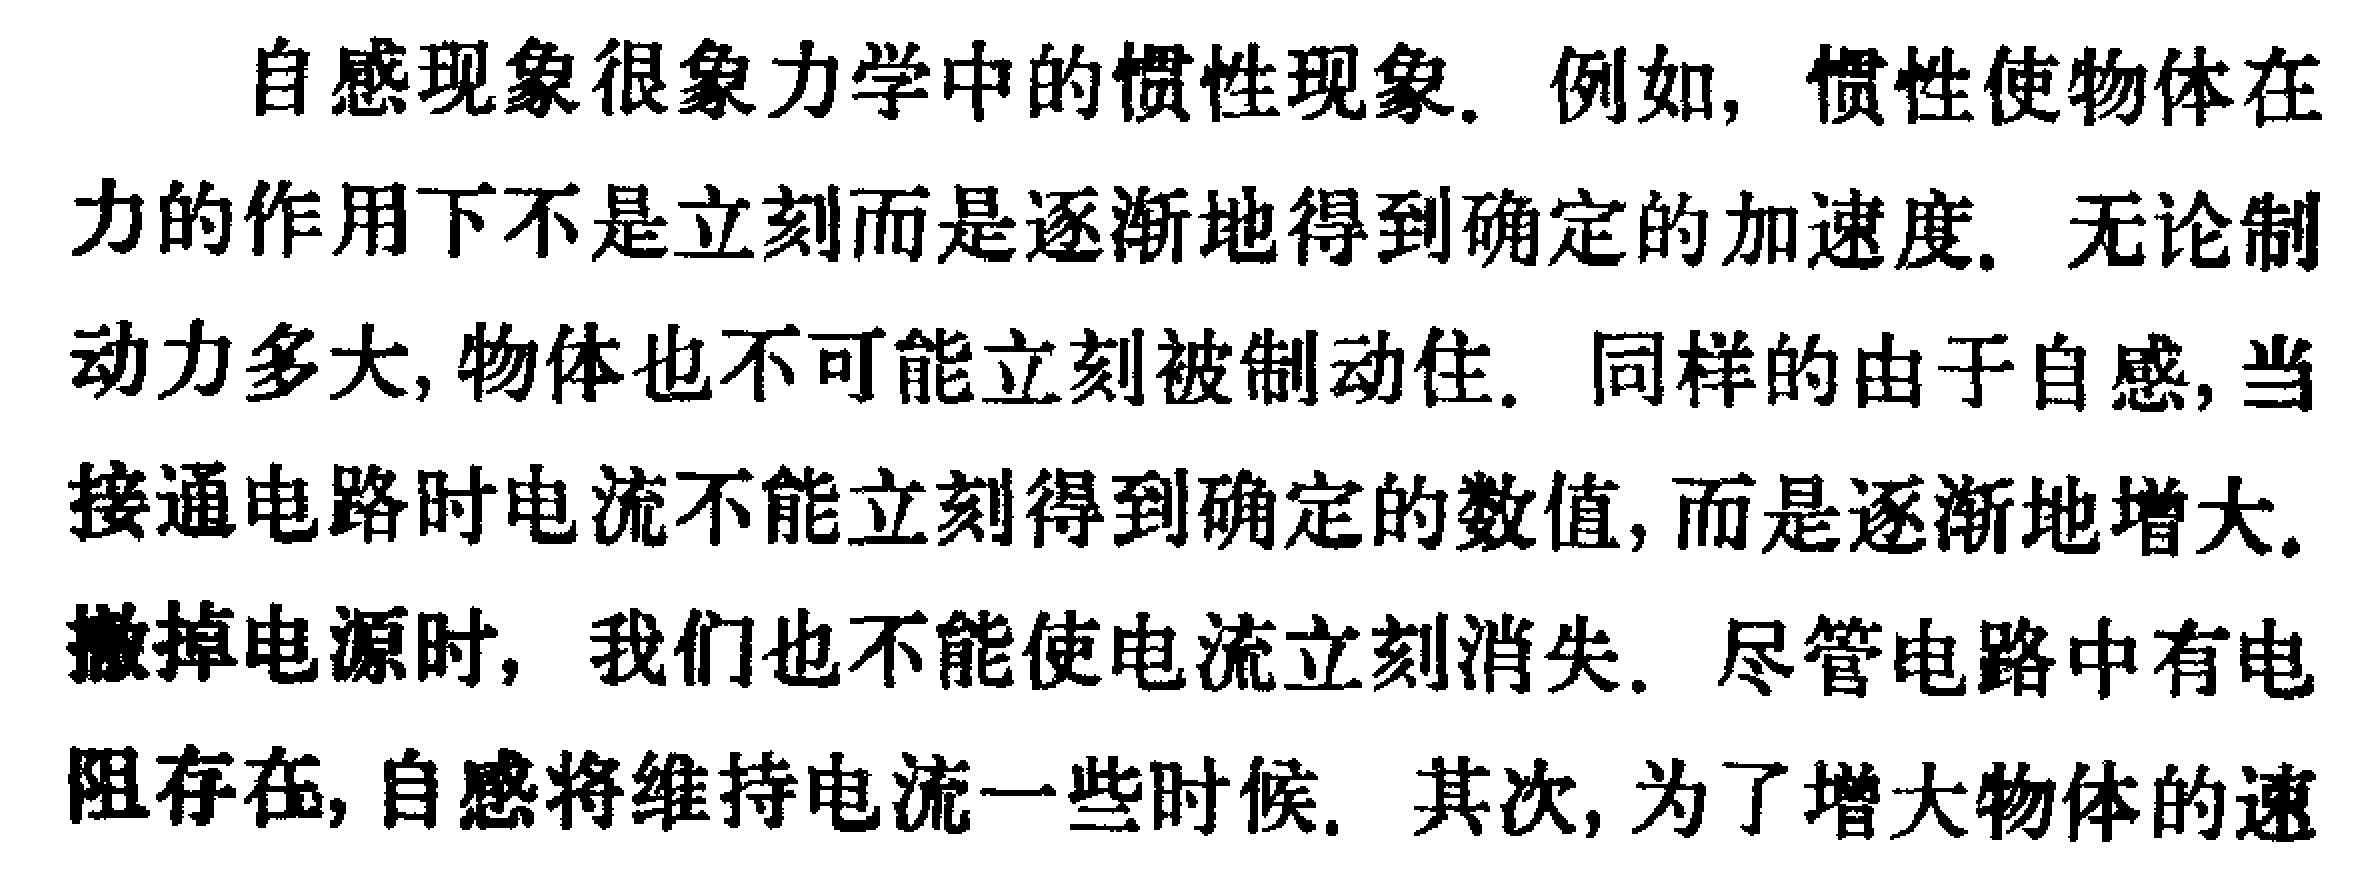 自感现象很象力学中的惯性现象. 例如, 惯性使物体在
力的作用下不是立刻而是逐渐地得到确定的加速度. 无论制
动力多大, 物体也不可能立刻被制动住. 同样的由于自感, 当
接通电路时电流不能立刻得到确定的数值, 而是逐渐地增大.
撤掉电源时, 我们也不能使电流立刻消失. 尽管电路中有电
阻存在, 自感将维持电流一些时候. 其次, 为了增大物体的速